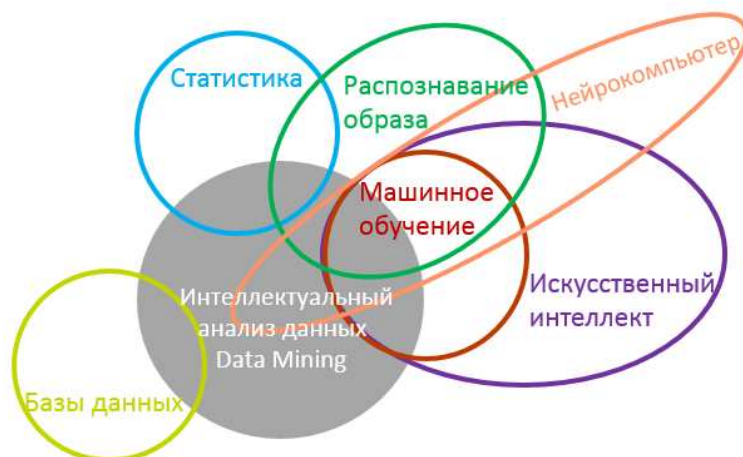 Статистика
Распознавание
образа
Нейрокомпьютер
Машинное
обучение
Искусственный
интеллект
Интеллектуальный
анализ данных
Data Mining
Базы данных